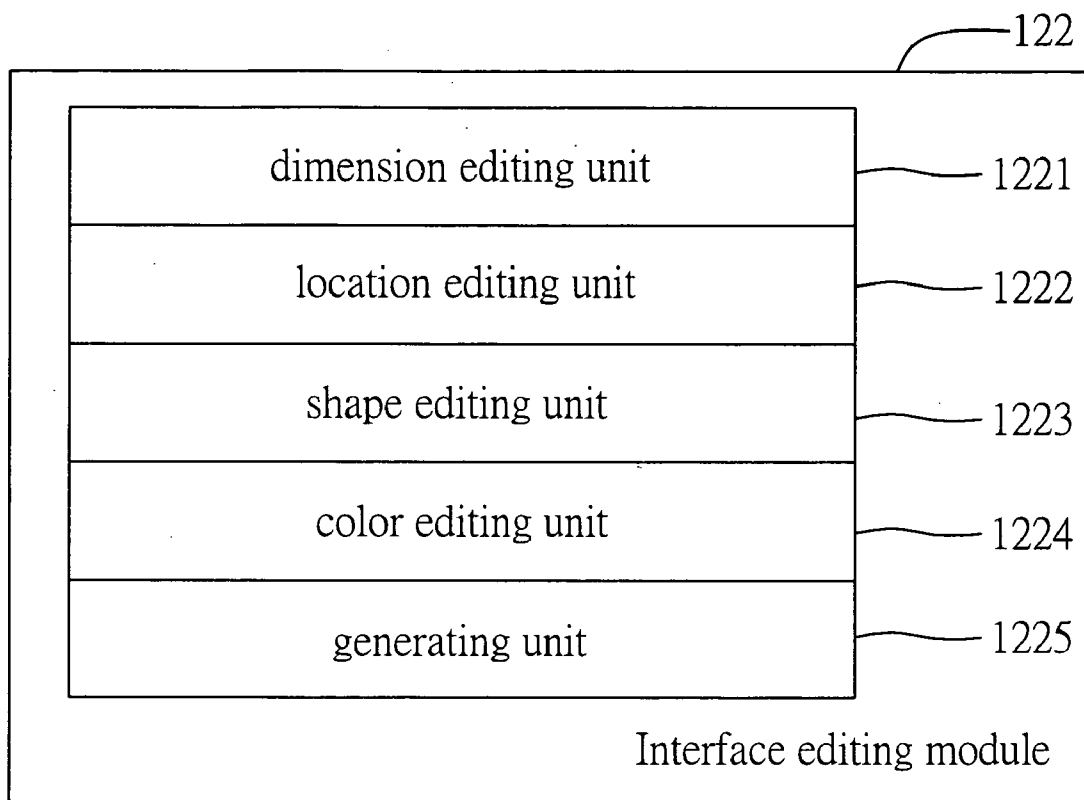 122
dimension editing unit 1221
location editing unit 1222
shape editing unit 1223
color editing unit 1224
generating unit 1225
Interface editing module